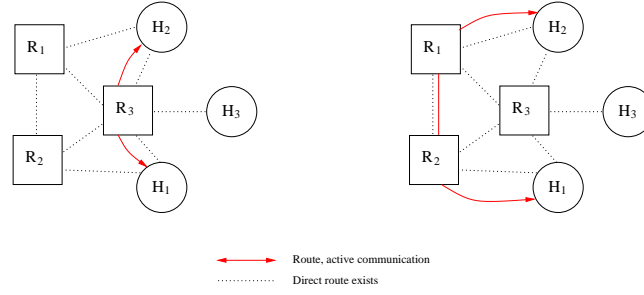 H2
R1
R3
H3
R2
H1
H2
R1
R3
H3
R2
H1
Route, active communication
Direct route exists